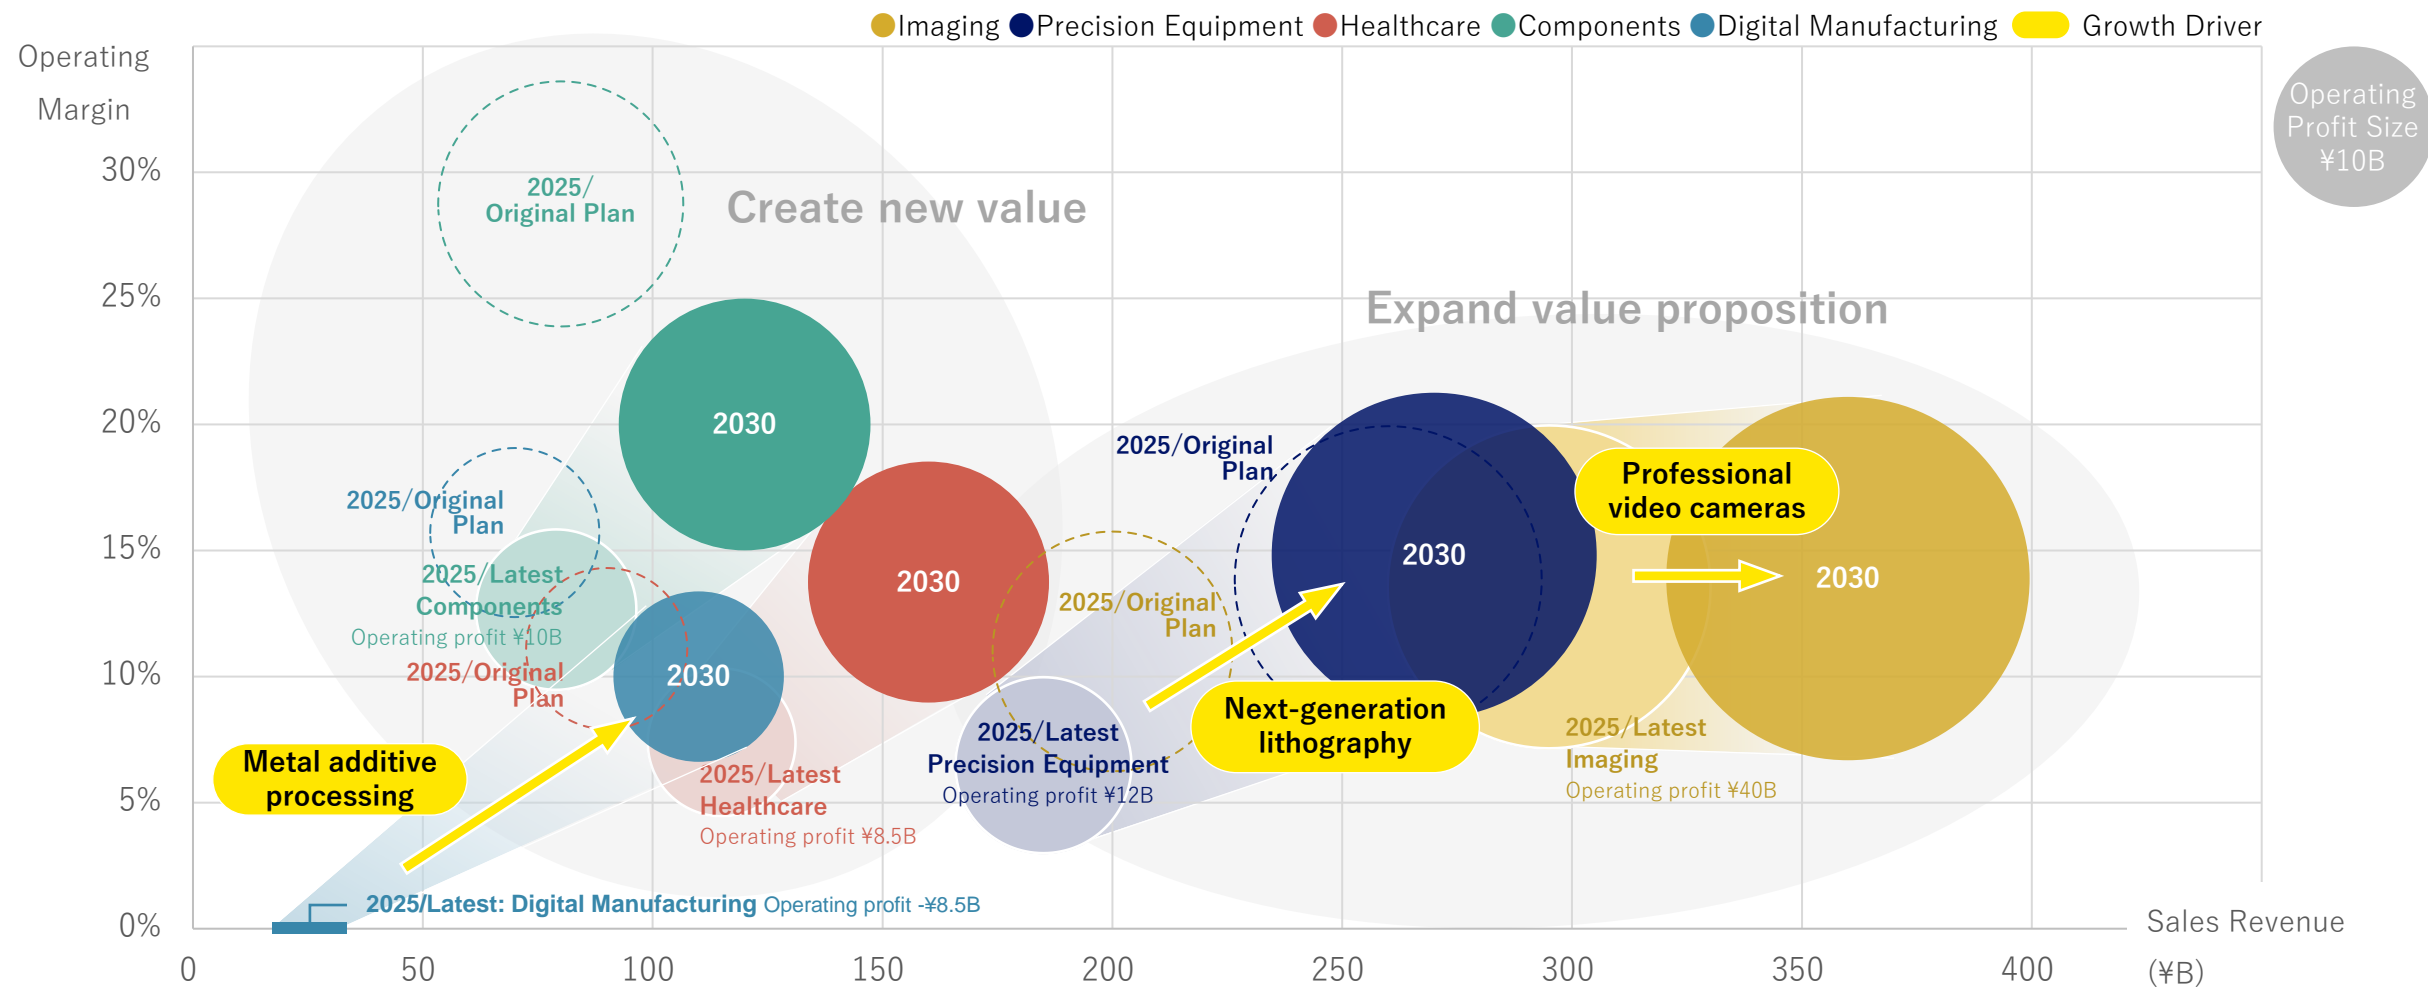 Imaging Precision Equipment Healthcare Components Digital Manufacturing Growth Driver
Operating
Margin
Operating
Profit Size
¥10B
30%
25%
20%
15%
10%
5%
0%
2025/
Original Plan
Create new value
Expand value proposition
2030
2025/Original
Plan
2025/Latest
Components
Operating profit ¥10B
2025/Original
Plan
2030
2030
2025/Latest
Healthcare
Operating profit ¥8.5B
Metal additive
processing
2025/Latest: Digital Manufacturing Operating profit -¥8.5B
2025/Original
Plan
2030
2025/Original
Plan
2025/Latest
Precision Equipment
Operating profit ¥12B
Next-generation
lithography
Professional
video cameras
2030
2025/Latest
Imaging
Operating profit ¥40B
0 50 100 150 200 250 300 350 400
Sales Revenue
(¥B)